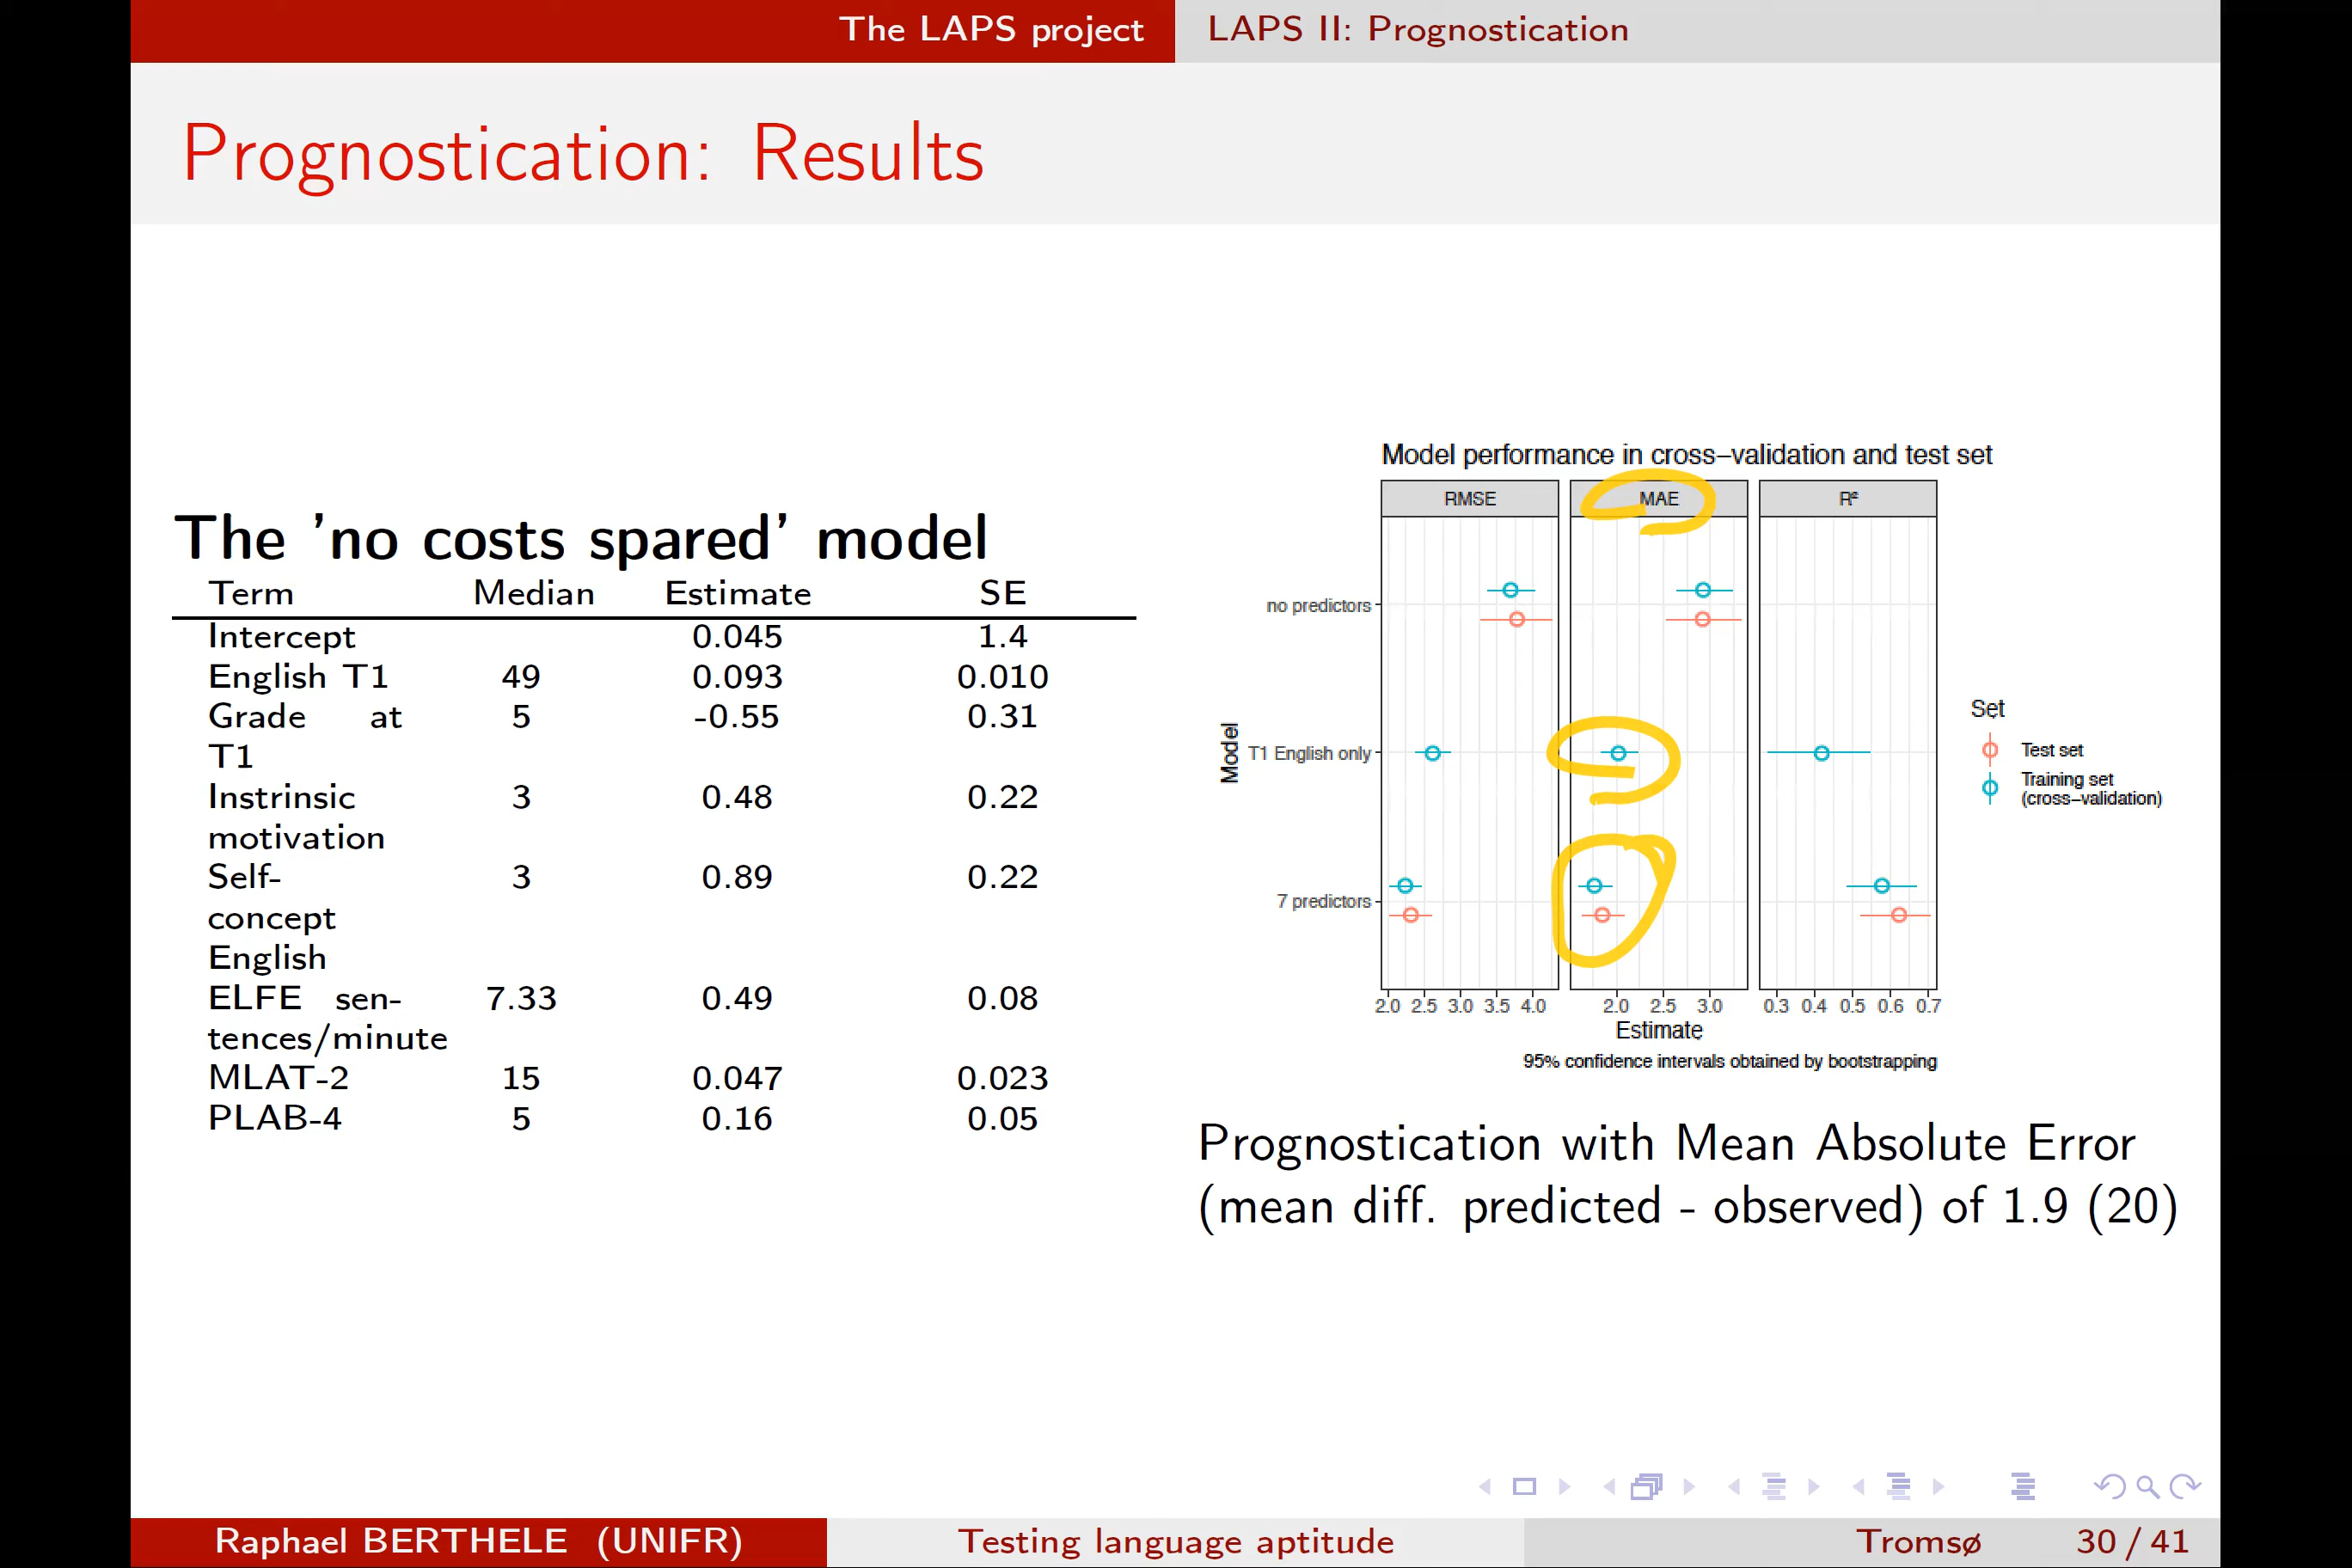 The LAPS project LAPS II: Prognostication
Prognostication: Results
The 'no costs spared' model
Term Median Estimate SE
Intercept 0.045 1.4
English T1 49 0.093 0.010
Grade at 5 -0.55 0.31
T1
Instrinsic 3 0.48 0.22
motivation
Self- 3 0.89 0.22
concept
English
ELFE sen- 7.33 0.49 0.08
tences/minute
MLAT-2 15 0.047 0.023
PLAB-4 5 0.16 0.05
Model performance in cross-validation and test set
RMSE MAE R²
Model
no predictors
T1 English only
7 predictors
2.0 2.5 3.0 3.5 4.0 2.0 2.5 3.0 0.3 0.4 0.5 0.6 0.7
Estimate
95% confidence intervals obtained by bootstrapping
Set
Test set
Training set
(cross-validation)
Prognostication with Mean Absolute Error
(mean diff. predicted - observed) of 1.9 (20)
Raphael BERTHELE (UNIFR) Testing language aptitude Tromsø 30 / 41